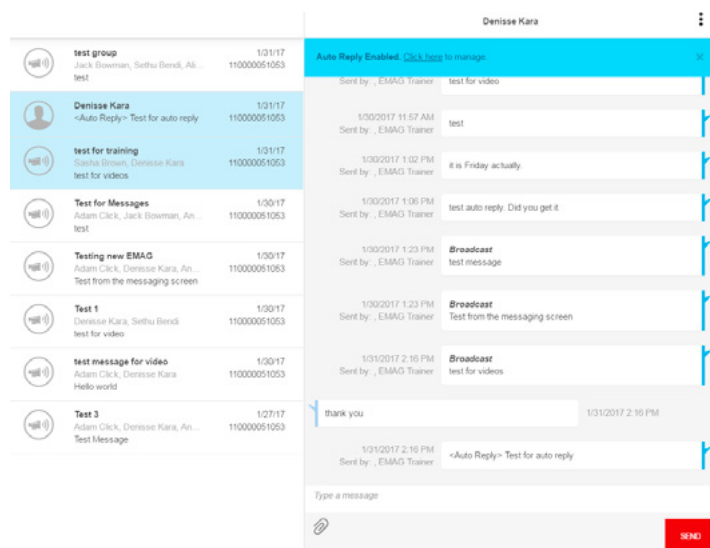 test group 1/31/17
Jack Bowman, Sethu Bendi, Ali... 110000051053
test
Denisse Kara 1/31/17
<Auto Reply> Test for auto reply 110000051053
test for training 1/31/17
Sasha Brown, Denisse Kara 110000051053
test for videos
Test for Messages 1/30/17
Adam Click, Jack Bowman, An... 110000051053
test
Testing new EMAG 1/30/17
Adam Click, Denisse Kara, An... 110000051053
Test from the messaging screen
Test 1 1/30/17
Denisse Kara, Sethu Bendi 110000051053
test for video
test message for video 1/30/17
Adam Click, Denisse Kara 110000051053
Hello world
Test 3 1/27/17
Adam Click, Denisse Kara, An... 110000051053
Test Message
Denisse Kara
Auto Reply Enabled. Click here to manage.
Sent by: , EMAG Trainer test for video
1/30/2017 11:57 AM
Sent by: , EMAG Trainer test
1/30/2017 1:02 PM
Sent by: , EMAG Trainer it is Friday actually.
1/30/2017 1:06 PM
Sent by: , EMAG Trainer test auto reply. Did you get it
1/30/2017 1:23 PM Broadcast
Sent by: , EMAG Trainer test message
1/30/2017 1:23 PM Broadcast
Sent by: , EMAG Trainer Test from the messaging screen
1/31/2017 2:16 PM Broadcast
Sent by: , EMAG Trainer test for videos
thank you 1/31/2017 2:16 PM
1/31/2017 2:16 PM
Sent by: , EMAG Trainer <Auto Reply> Test for auto reply
Type a message
SEND